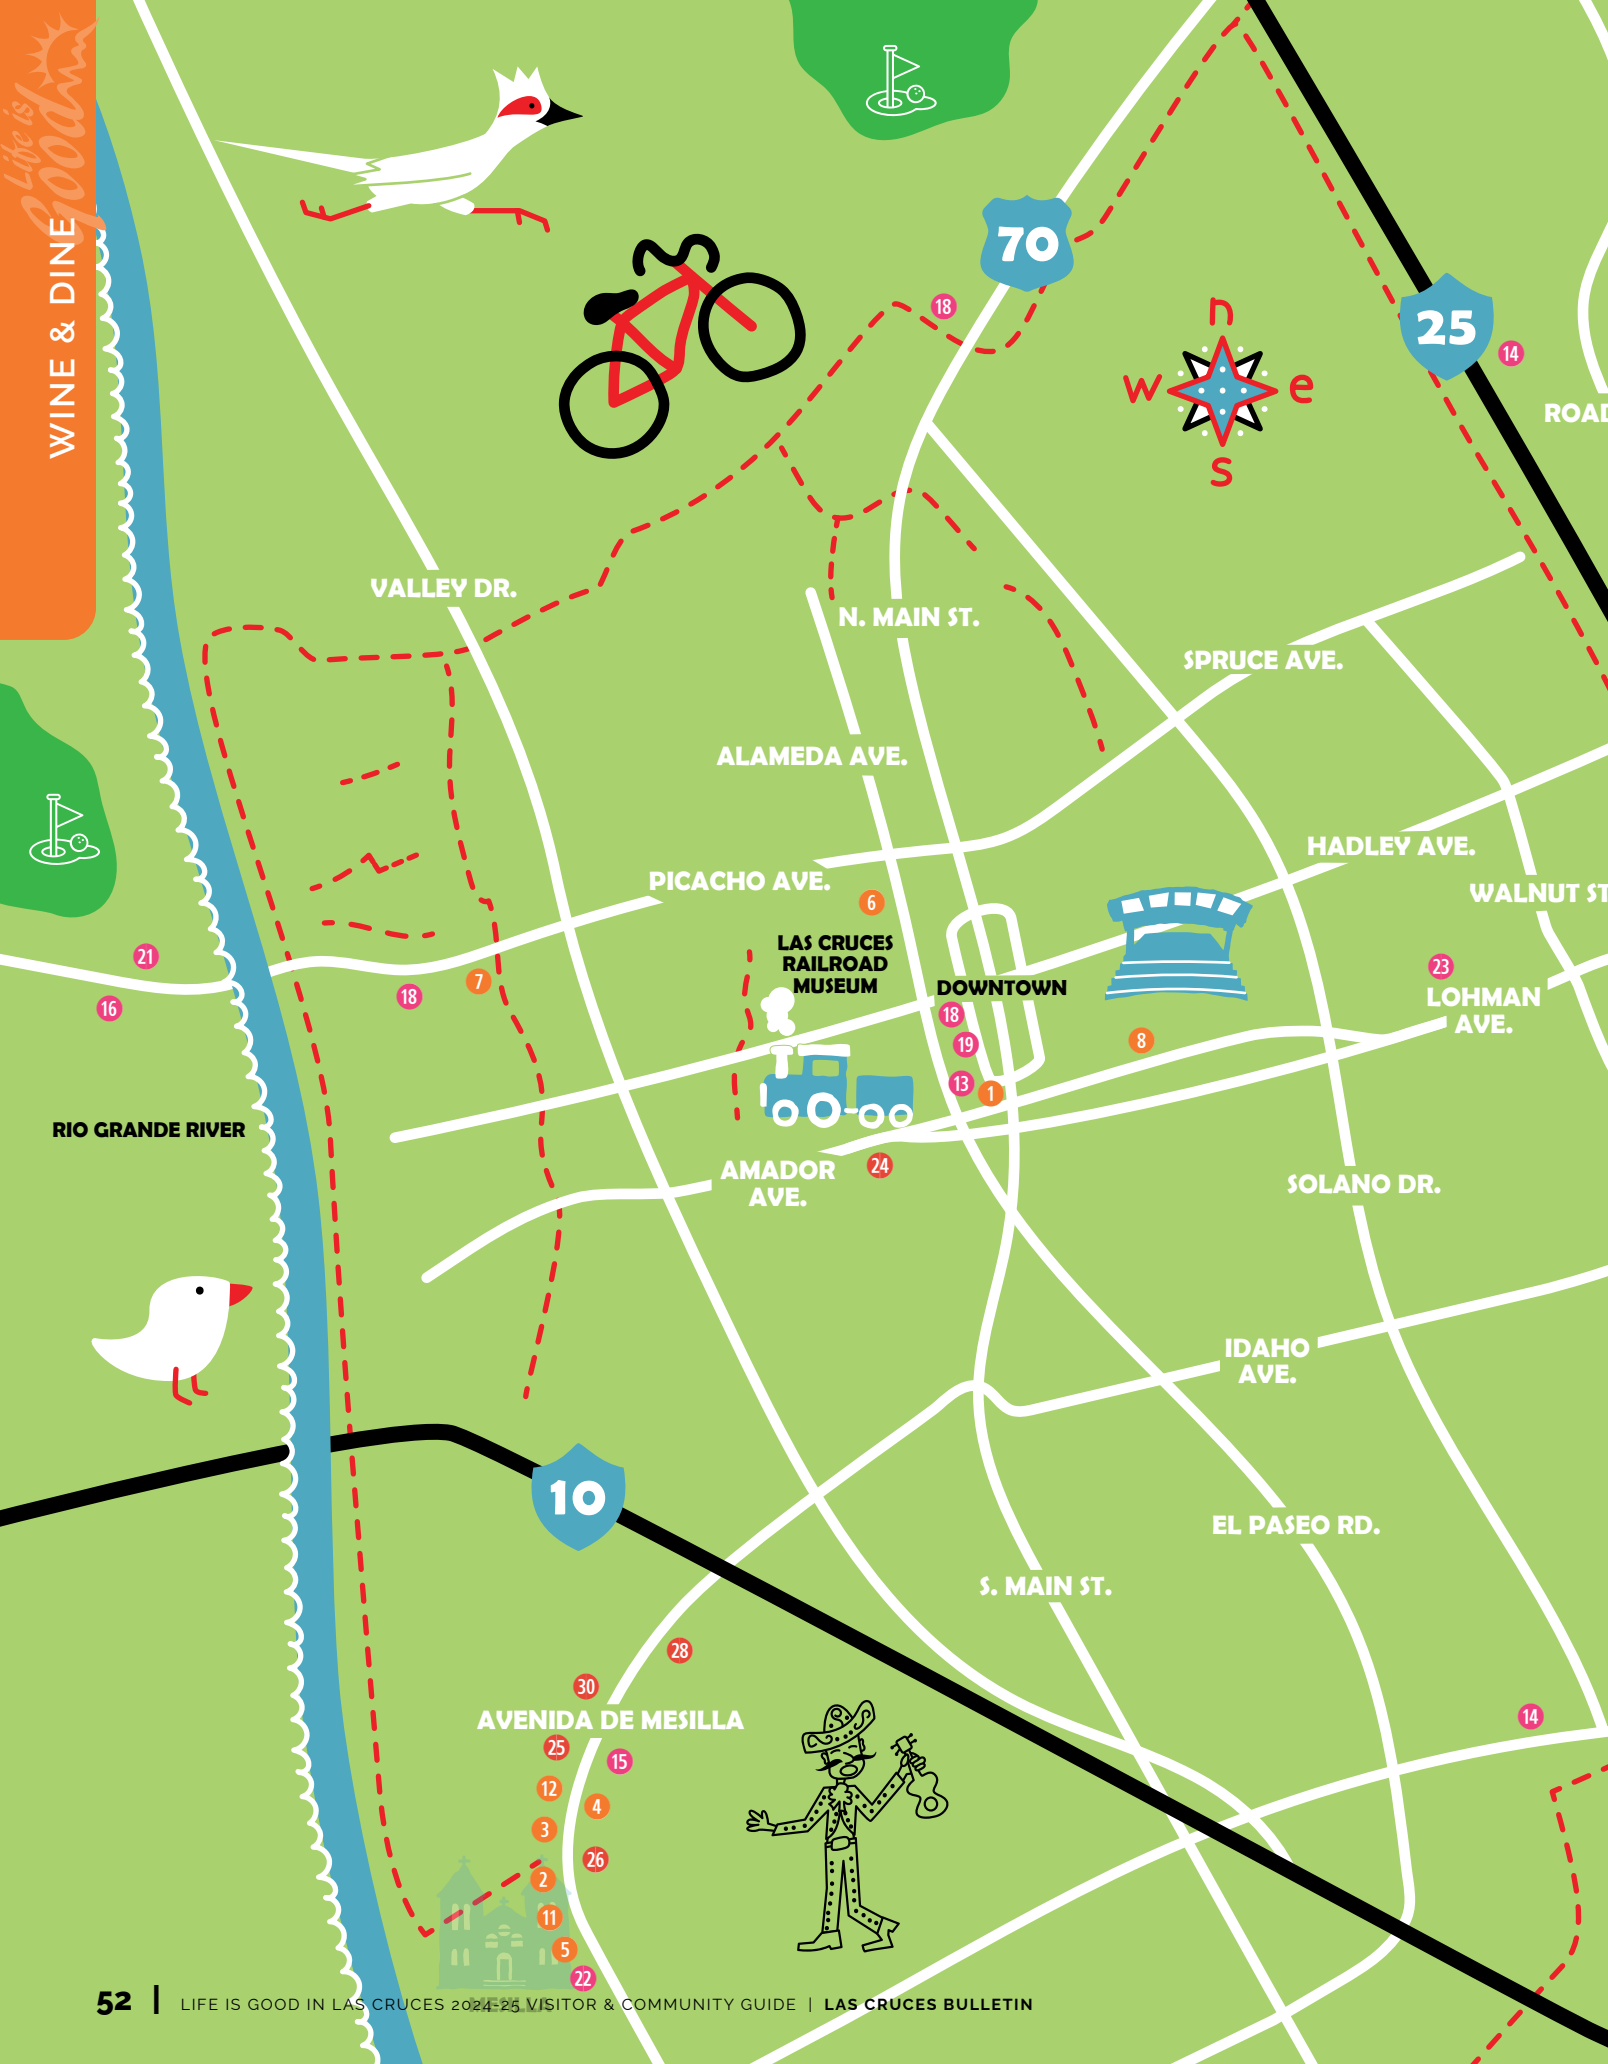 Life is
good
WINE & DINE
70
18
n
25
14
w
e
s
ROAD
VALLEY DR.
N. MAIN ST.
SPRUCE AVE.
ALAMEDA AVE.
HADLEY AVE.
PICACHO AVE.
WALNUT ST
6
LAS CRUCES
RAILROAD
MUSEUM
21
16
18
7
DOWNTOWN
18
19
13
1
8
23
LOHMAN
AVE.
RIO GRANDE RIVER
AMADOR
AVE.
24
SOLANO DR.
IDAHO
AVE.
10
EL PASEO RD.
S. MAIN ST.
28
30
AVENIDA DE MESILLA
25
15
14
12
4
3
26
2
11
5
22
MESILLA
52 | LIFE IS GOOD IN LAS CRUCES 2024-25 VISITOR & COMMUNITY GUIDE | LAS CRUCES BULLETIN